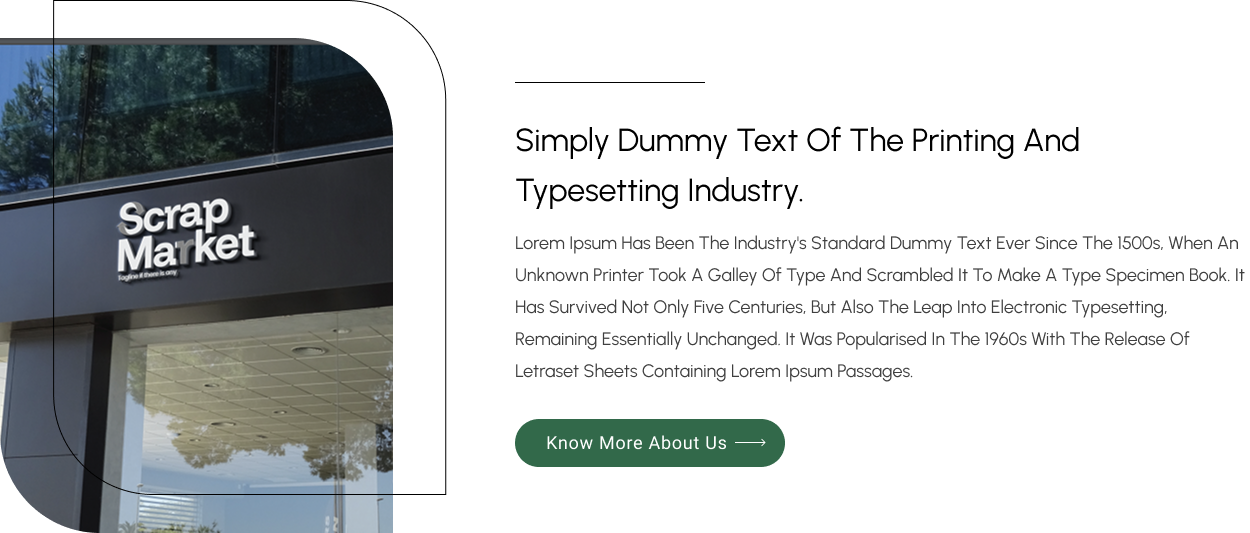 Scrap
Market
Tagline if there is any
Simply Dummy Text Of The Printing And
Typesetting Industry.
Lorem Ipsum Has Been The Industry's Standard Dummy Text Ever Since The 1500s, When An
Unknown Printer Took A Galley Of Type And Scrambled It To Make A Type Specimen Book. It
Has Survived Not Only Five Centuries, But Also The Leap Into Electronic Typesetting,
Remaining Essentially Unchanged. It Was Popularised In The 1960s With The Release Of
Letraset Sheets Containing Lorem Ipsum Passages.
Know More About Us